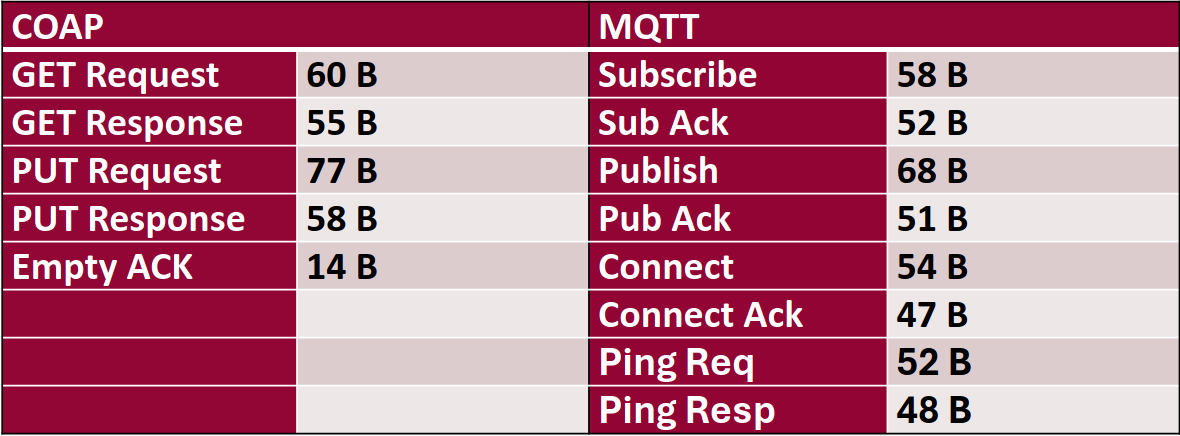 COAP MQTT
GET Request 60 B Subscribe 58 B
GET Response 55 B Sub Ack 52 B
PUT Request 77 B Publish 68 B
PUT Response 58 B Pub Ack 51 B
Empty ACK 14 B Connect 54 B
Connect Ack 47 B
Ping Req 52 B
Ping Resp 48 B